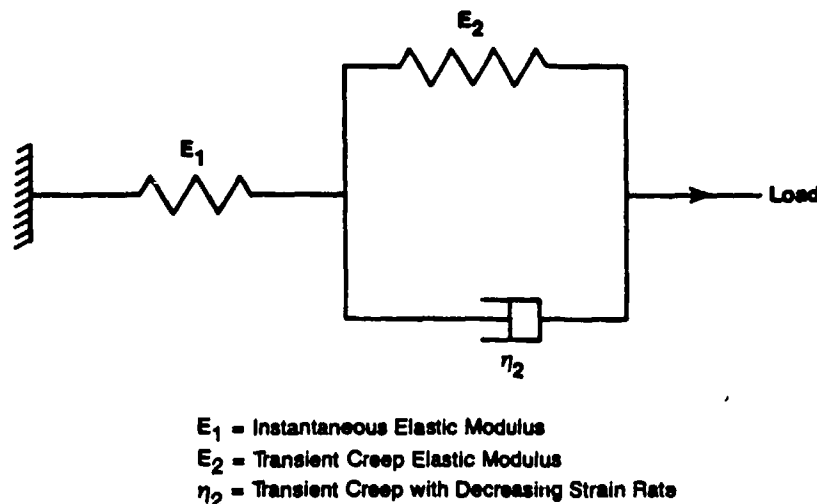 E₂
E₁
Load
η₂
E₁ = Instantaneous Elastic Modulus
E₂ = Transient Creep Elastic Modulus
η₂ = Transient Creep with Decreasing Strain Rate